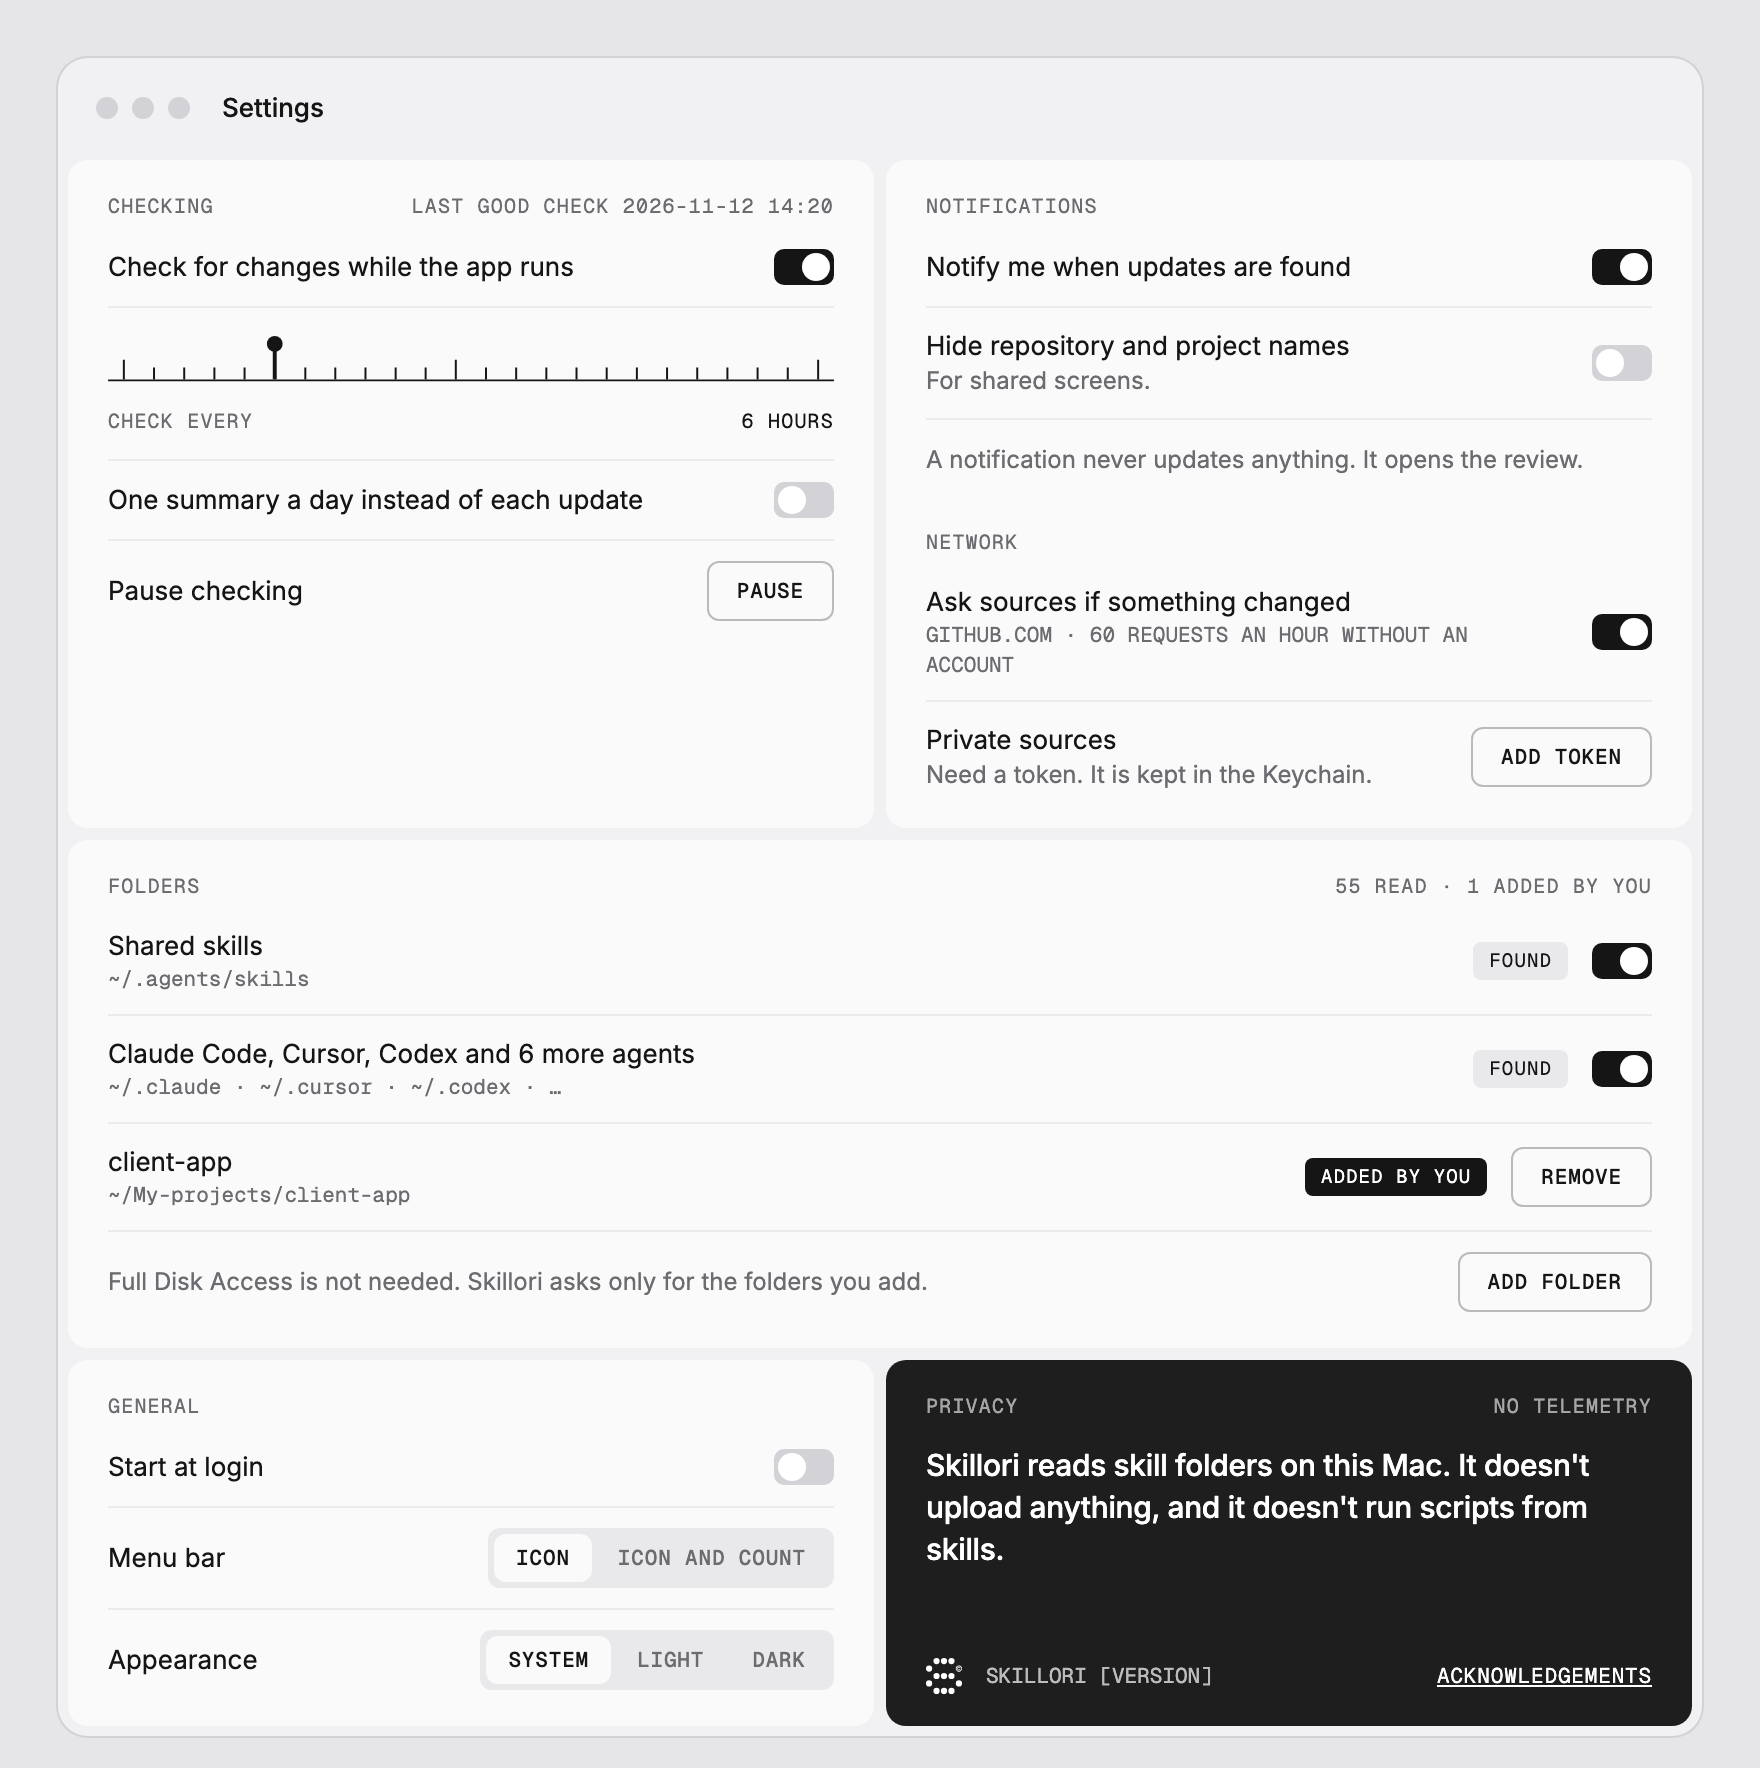 Settings
CHECKING
LAST GOOD CHECK 2026-11-12 14:20
Check for changes while the app runs
CHECK EVERY
6 HOURS
One summary a day instead of each update
Pause checking
PAUSE
NOTIFICATIONS
Notify me when updates are found
Hide repository and project names
For shared screens.
A notification never updates anything. It opens the review.
NETWORK
Ask sources if something changed
GITHUB.COM · 60 REQUESTS AN HOUR WITHOUT AN
ACCOUNT
Private sources
Need a token. It is kept in the Keychain.
ADD TOKEN
FOLDERS
55 READ · 1 ADDED BY YOU
Shared skills
~/.agents/skills
FOUND
Claude Code, Cursor, Codex and 6 more agents
~/.claude · ~/.cursor · ~/.codex · …
FOUND
client-app
~/My-projects/client-app
ADDED BY YOU
REMOVE
Full Disk Access is not needed. Skillori asks only for the folders you add.
ADD FOLDER
GENERAL
Start at login
Menu bar
ICON
ICON AND COUNT
Appearance
SYSTEM
LIGHT
DARK
PRIVACY
NO TELEMETRY
Skillori reads skill folders on this Mac. It doesn't
upload anything, and it doesn't run scripts from
skills.
SKILLORI [VERSION]
ACKNOWLEDGEMENTS